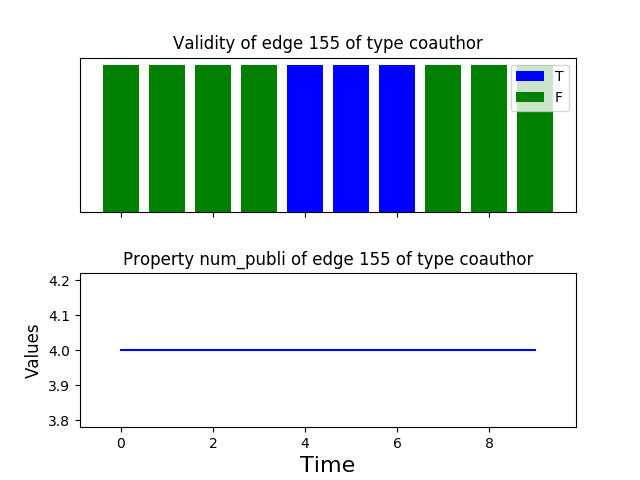 Validity of edge 155 of type coauthor
T
F
Property num_publi of edge 155 of type coauthor
4.2
4.1
4.0
3.9
3.8
Values
0 2 4 6 8
Time